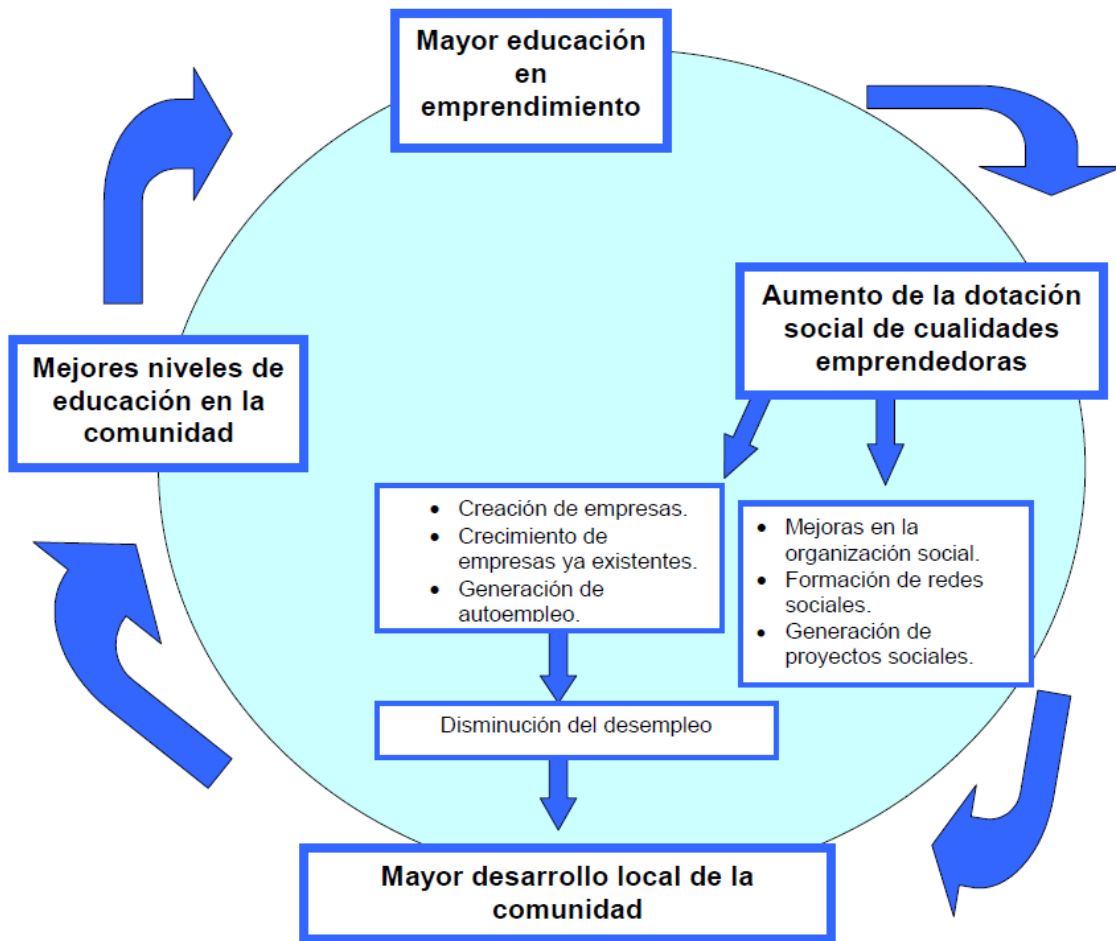 Mayor educación
en
emprendimiento
Aumento de la dotación
social de cualidades
emprendedoras
Mejores niveles de
educación en la
comunidad
• Creación de empresas.
• Crecimiento de
empresas ya existentes.
• Generación de
autoempleo.
• Mejoras en la
organización social.
• Formación de redes
sociales.
• Generación de
proyectos sociales.
Disminución del desempleo
Mayor desarrollo local de la
comunidad